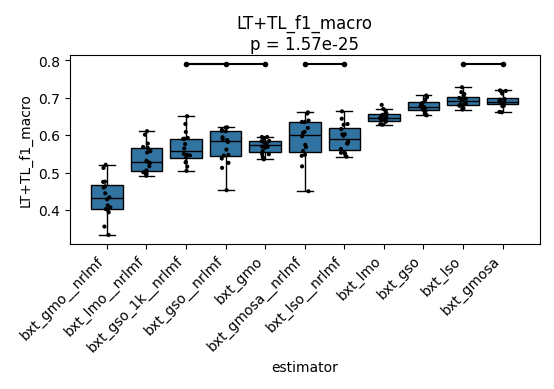 LT+TL_f1_macro
p = 1.57e-25
LT+TL_f1_macro
0.8
0.7
0.6
0.5
0.4
bxt_gmo__nrlmf
bxt_lmo__nrlmf
bxt_gso_1k__nrlmf
bxt_gso__nrlmf
bxt_gmo
bxt_gmosa__nrlmf
bxt_lso__nrlmf
bxt_lmo
bxt_gso
bxt_lso
bxt_gmosa
estimator